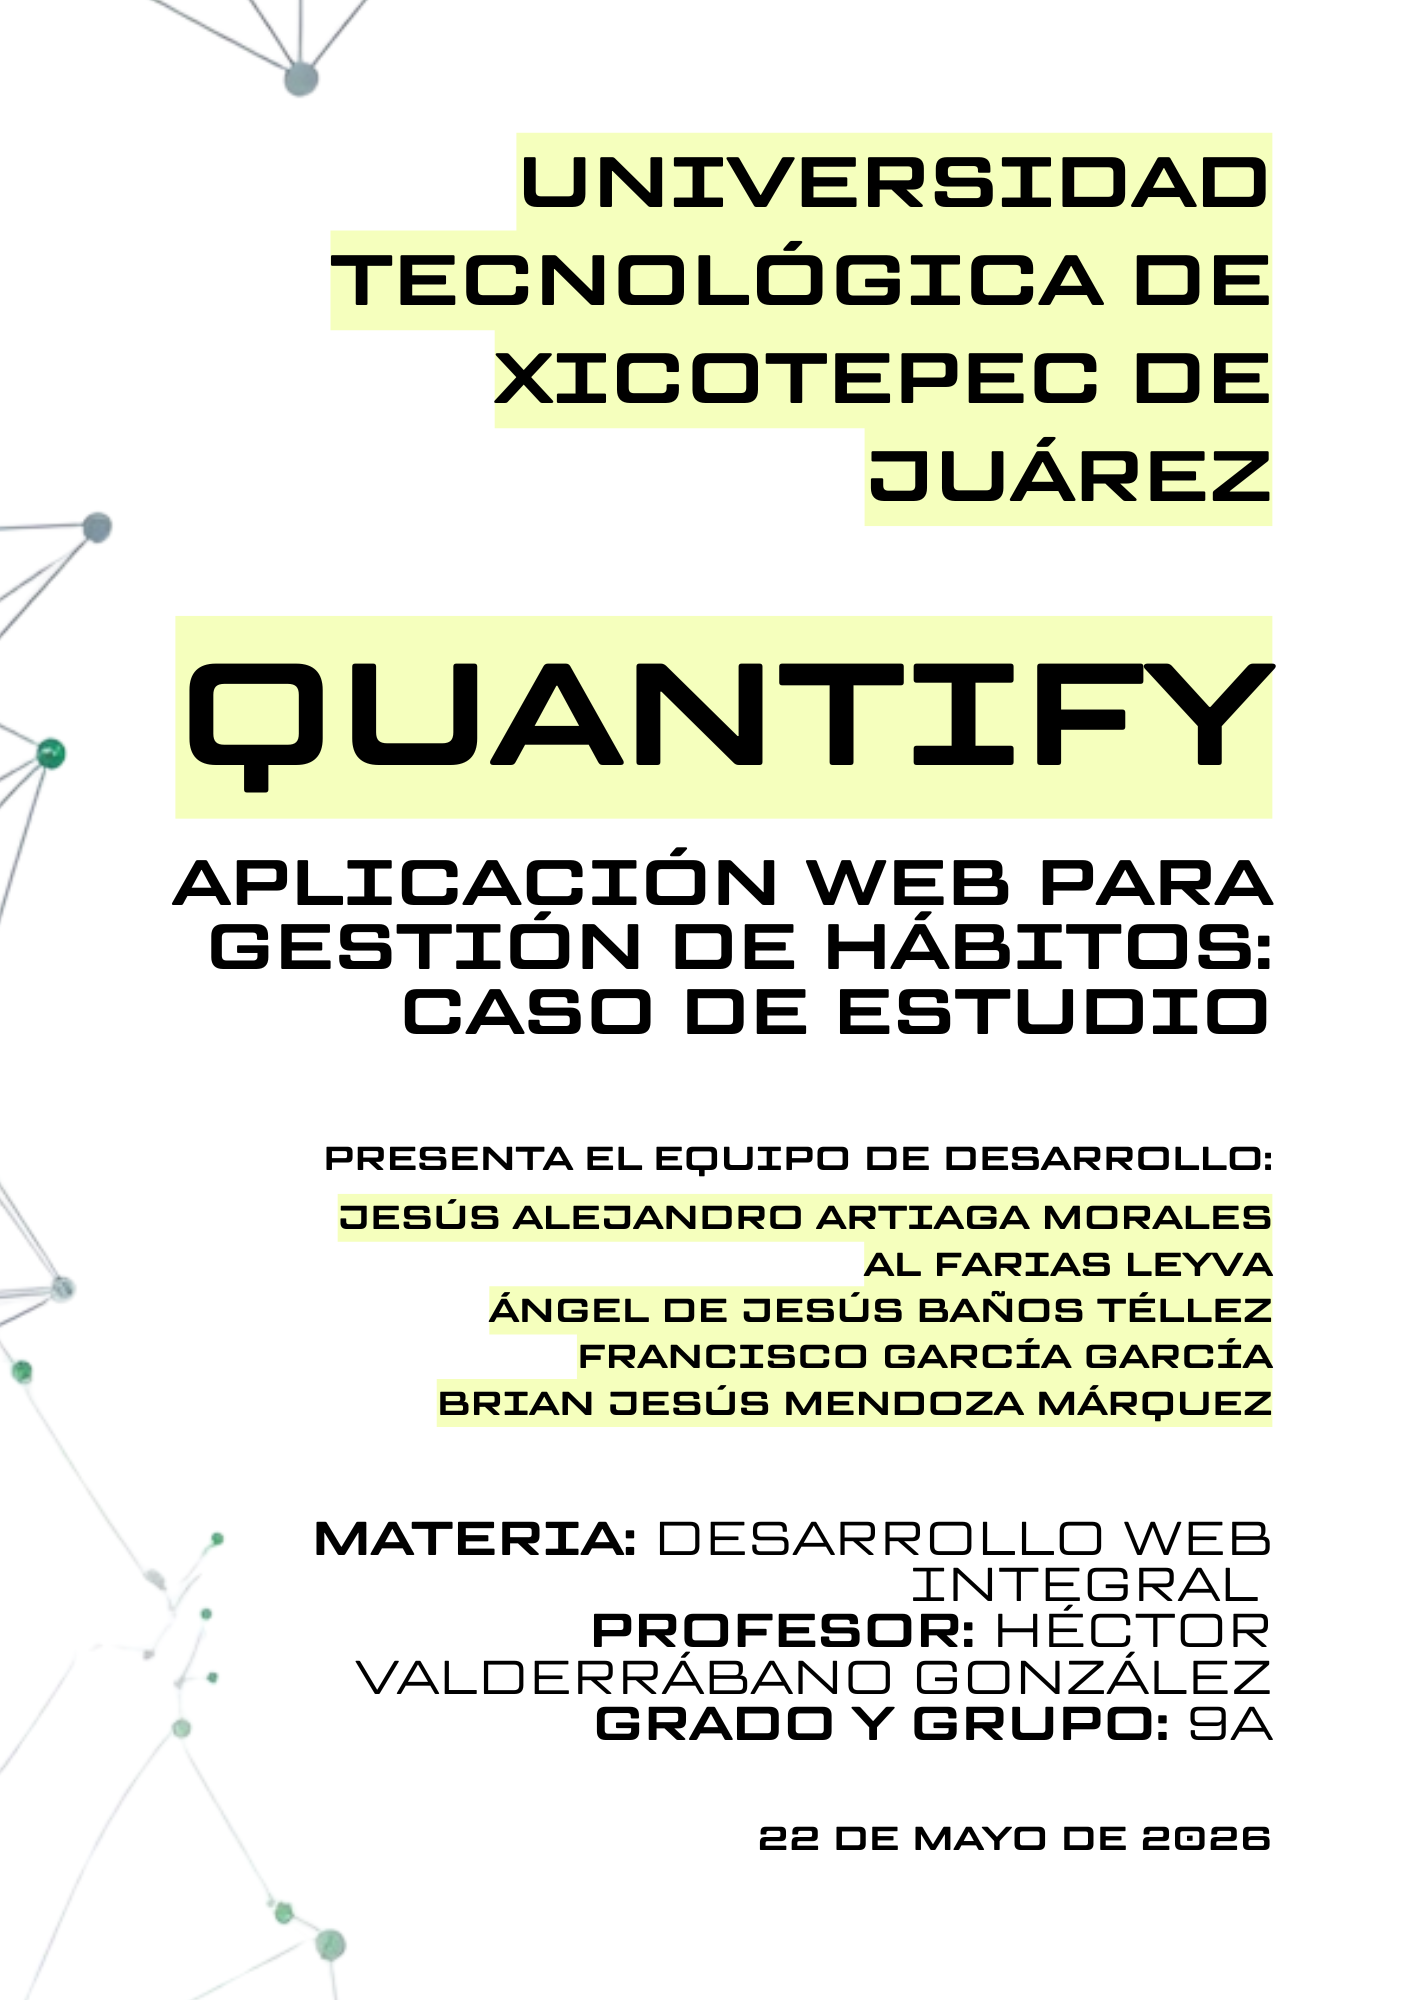 UNIVERSIDAD
TECNOLÓGICA DE
XICOTEPEC DE
JUÁREZ
QUANTIFY
APLICACIÓN WEB PARA
GESTIÓN DE HÁBITOS:
CASO DE ESTUDIO
PRESENTA EL EQUIPO DE DESARROLLO:
JESÚS ALEJANDRO ARTIAGA MORALES
AL FARIAS LEYVA
ÁNGEL DE JESÚS BAÑOS TÉLLEZ
FRANCISCO GARCÍA GARCÍA
BRIAN JESÚS MENDOZA MÁRQUEZ
MATERIA: DESARROLLO WEB
INTEGRAL
PROFESOR: HÉCTOR
VALDERRÁBANO GONZÁLEZ
GRADO Y GRUPO: 9A
22 DE MAYO DE 2026